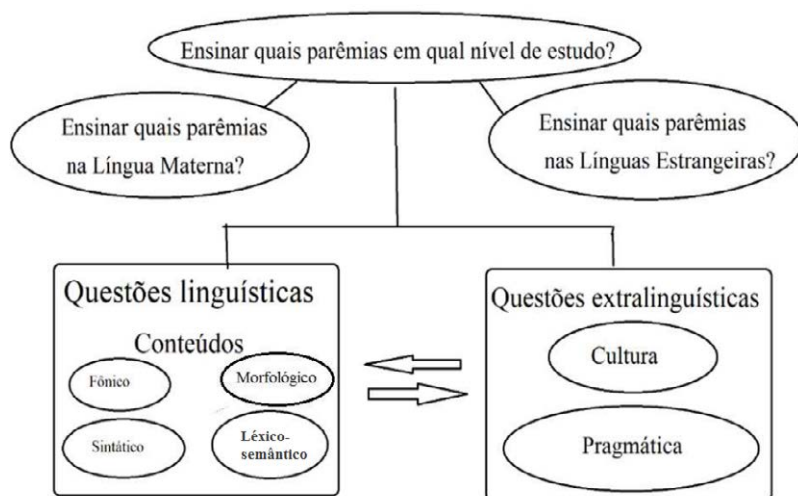 Ensinar quais parêmias em qual nível de estudo?
Ensinar quais parêmias
na Língua Materna?
Ensinar quais parêmias
nas Línguas Estrangeiras?
Questões linguísticas
Conteúdos
Fônico
Morfológico
Sintático
Léxico-
semântico
Questões extralinguísticas
Cultura
Pragmática